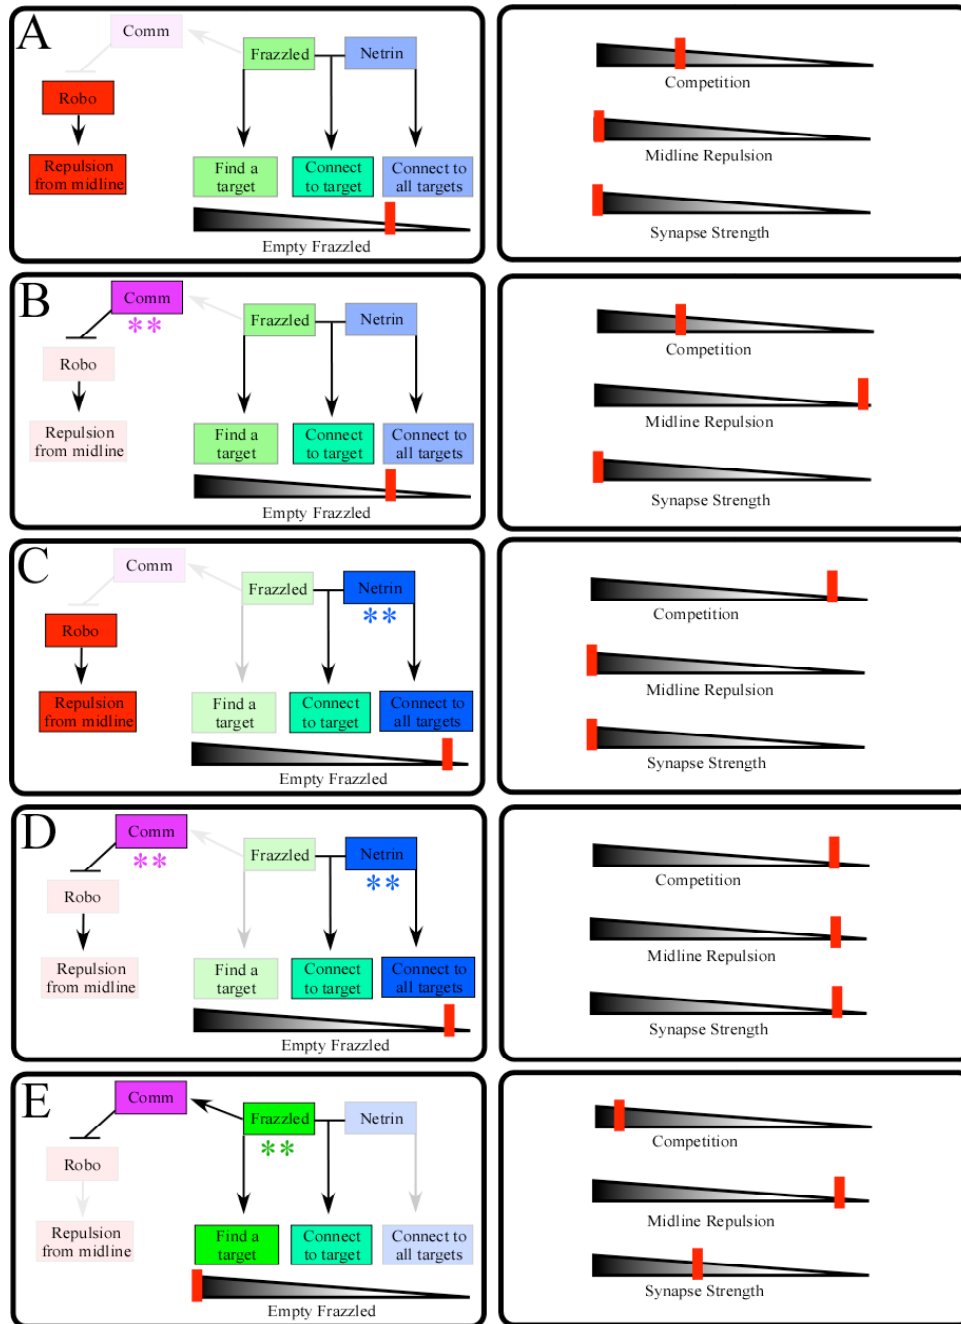 A
Comm
Frazzled
Netrin
Robo
Repulsion
from midline
Find a
target
Connect
to target
Connect to
all targets
Empty Frazzled
Competition
Midline Repulsion
Synapse Strength
B
Comm
**
Frazzled
Netrin
Robo
Repulsion
from midline
Find a
target
Connect
to target
Connect to
all targets
Empty Frazzled
Competition
Midline Repulsion
Synapse Strength
C
Comm
Frazzled
Netrin
**
Robo
Repulsion
from midline
Find a
target
Connect
to target
Connect to
all targets
Empty Frazzled
Competition
Midline Repulsion
Synapse Strength
D
Comm
**
Frazzled
Netrin
**
Robo
Repulsion
from midline
Find a
target
Connect
to target
Connect to
all targets
Empty Frazzled
Competition
Midline Repulsion
Synapse Strength
E
Comm
Frazzled
**
Netrin
Robo
Repulsion
from midline
Find a
target
Connect
to target
Connect to
all targets
Empty Frazzled
Competition
Midline Repulsion
Synapse Strength